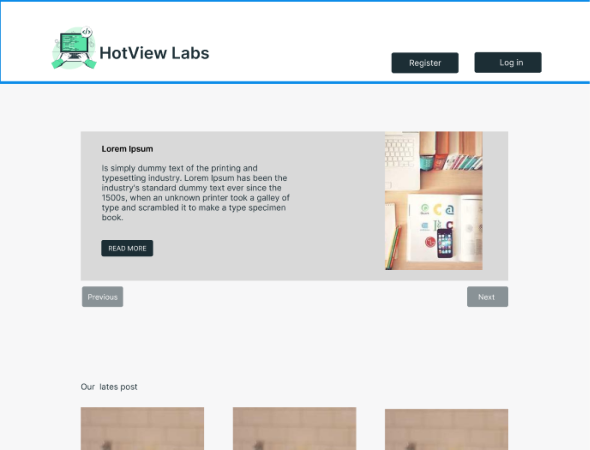 HotView Labs
Register
Log in
Lorem Ipsum
Is simply dummy text of the printing and
typesetting industry. Lorem Ipsum has been the
industry's standard dummy text ever since the
1500s, when an unknown printer took a galley of
type and scrambled it to make a type specimen
book.
READ MORE
Previous
Next
Our lates post